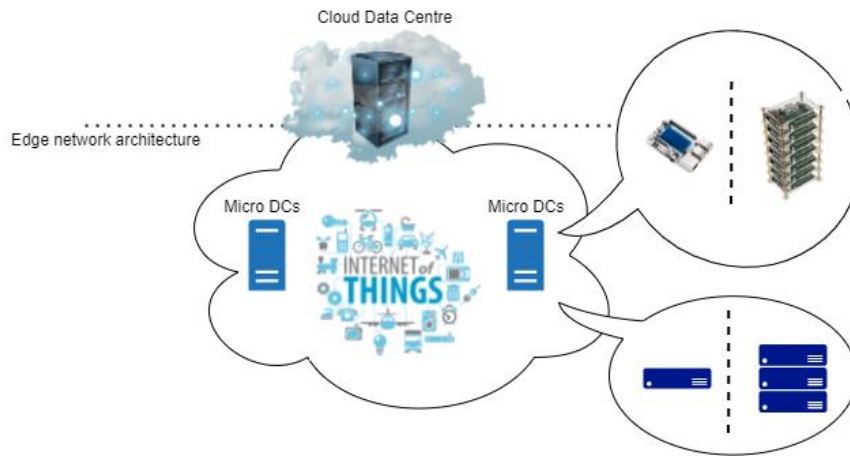 Cloud Data Centre
Edge network architecture
Micro DCs
Micro DCs
INTERNET of
THINGS